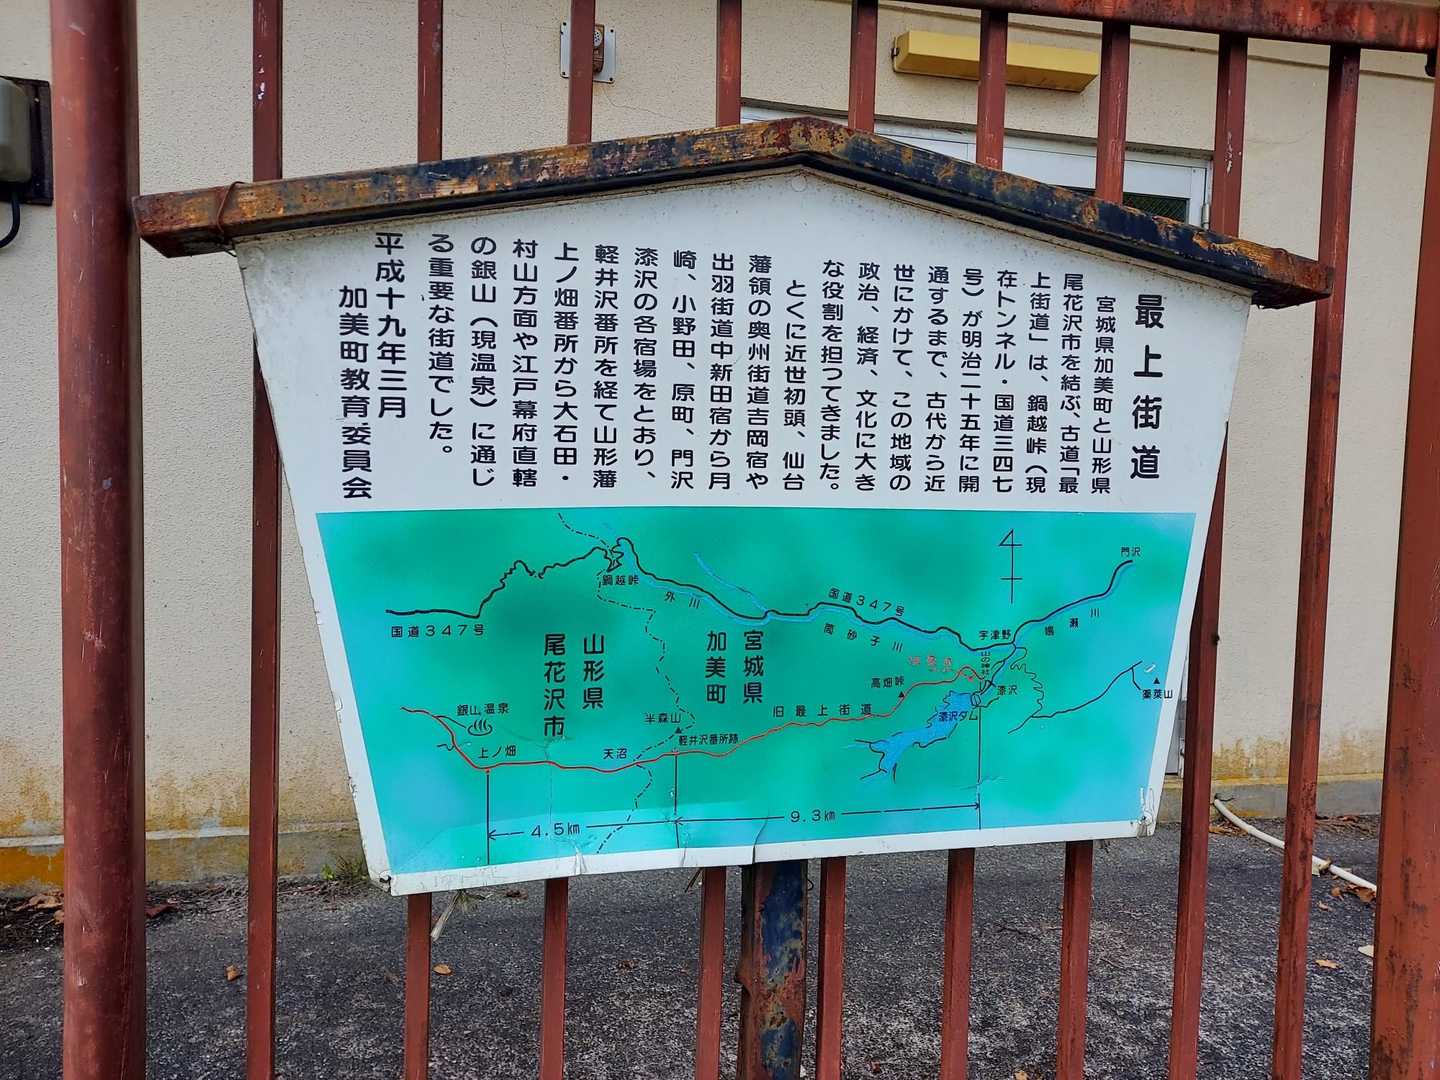 最上街道
宮城県加美町と山形県
尾花沢市を結ぶ、古道「最
上街道」は、鍋越峠（現
在トンネル・国道三四七
号）が明治二十五年に開
通するまで、古代から近
世にかけて、この地域の
政治、経済、文化に大き
な役割を担ってきました。
とくに近世初頭、仙台
藩領の奥州街道吉岡宿や
出羽街道中新田宿から月
崎、小野田、原町、門沢
漆沢の各宿場をとおり、
軽井沢番所を経て山形藩
上ノ畑番所から大石田・
村山方面や江戸幕府直轄
の銀山（現温泉）に通じ
る重要な街道でした。
平成十九年三月
加美町教育委員会
門沢
鍋越峠
外川
国道347号
国道347号
筒砂子川
宇津野
鳴瀬川
山の神社
漆沢
薬萊山
高畑峠
漆沢ダム
旧最上街道
宮城県
加美町
山形県
尾花沢市
銀山温泉
半森山
軽井沢番所跡
上ノ畑
天沼
4.5km
9.3km